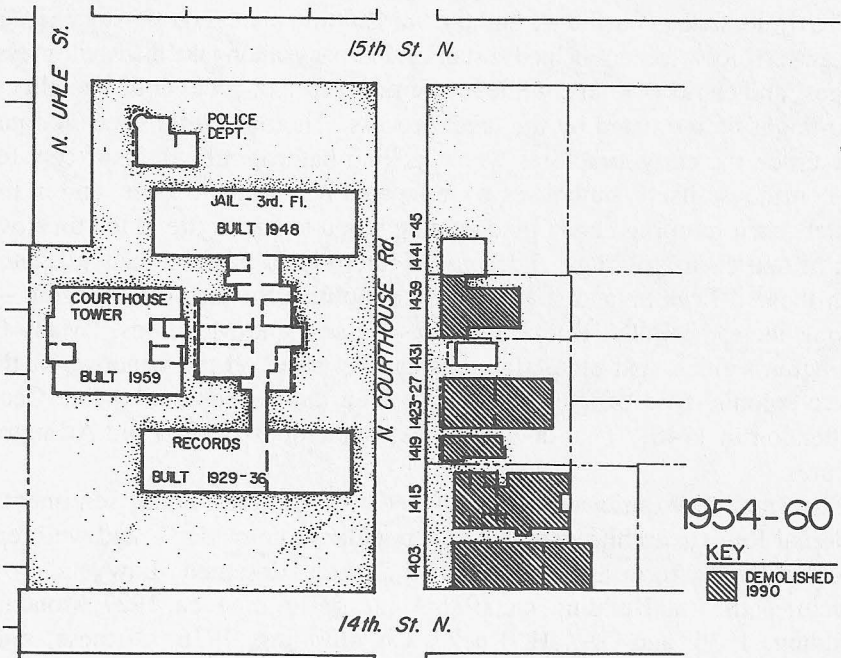 15th St. N.
N. UHLE St.
POLICE
DEPT.
JAIL - 3rd. Fl.
BUILT 1948
COURTHOUSE
TOWER
BUILT 1959
RECORDS
BUILT 1929-36
N. COURTHOUSE Rd.
1441-45
1439
1431
1423-27
1419
1415
1403
1954-60
KEY
DEMOLISHED
1990
14th. St. N.